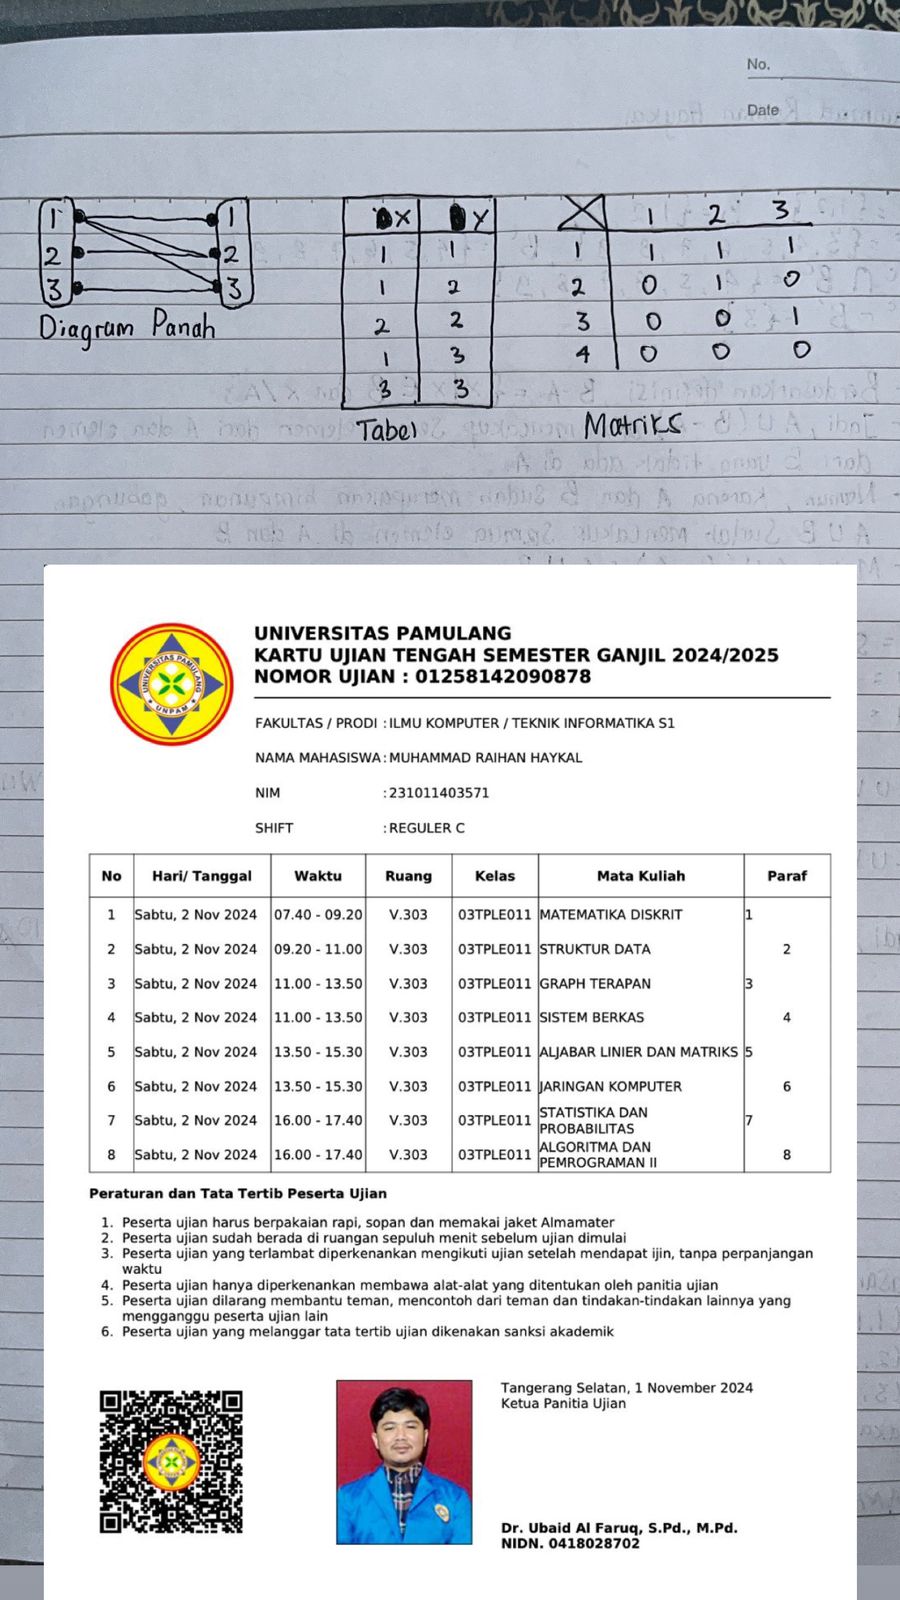 No.
Date
1 1
2 2
3 3
Diagram Panah
X Y
1 1
1 2
2 2
1 3
3 3
Tabel
1 2 3
1 1 1 1
2 0 1 0
3 0 0 1
4 0 0 0
Matriks
UNIVERSITAS PAMULANG
UNPAM
UNIVERSITAS PAMULANG
KARTU UJIAN TENGAH SEMESTER GANJIL 2024/2025
NOMOR UJIAN : 01258142090878
FAKULTAS / PRODI : ILMU KOMPUTER / TEKNIK INFORMATIKA S1
NAMA MAHASISWA : MUHAMMAD RAIHAN HAYKAL
NIM : 231011403571
SHIFT : REGULER C
No Hari/ Tanggal Waktu Ruang Kelas Mata Kuliah Paraf
1 Sabtu, 2 Nov 2024 07.40 - 09.20 V.303 03TPLE011 MATEMATIKA DISKRIT 1
2 Sabtu, 2 Nov 2024 09.20 - 11.00 V.303 03TPLE011 STRUKTUR DATA 2
3 Sabtu, 2 Nov 2024 11.00 - 13.50 V.303 03TPLE011 GRAPH TERAPAN 3
4 Sabtu, 2 Nov 2024 11.00 - 13.50 V.303 03TPLE011 SISTEM BERKAS 4
5 Sabtu, 2 Nov 2024 13.50 - 15.30 V.303 03TPLE011 ALJABAR LINIER DAN MATRIKS 5
6 Sabtu, 2 Nov 2024 13.50 - 15.30 V.303 03TPLE011 JARINGAN KOMPUTER 6
7 Sabtu, 2 Nov 2024 16.00 - 17.40 V.303 03TPLE011 STATISTIKA DAN PROBABILITAS 7
8 Sabtu, 2 Nov 2024 16.00 - 17.40 V.303 03TPLE011 ALGORITMA DAN PEMROGRAMAN II 8
Peraturan dan Tata Tertib Peserta Ujian
1. Peserta ujian harus berpakaian rapi, sopan dan memakai jaket Almamater
2. Peserta ujian sudah berada di ruangan sepuluh menit sebelum ujian dimulai
3. Peserta ujian yang terlambat diperkenankan mengikuti ujian setelah mendapat ijin, tanpa perpanjangan
waktu
4. Peserta ujian hanya diperkenankan membawa alat-alat yang ditentukan oleh panitia ujian
5. Peserta ujian dilarang membantu teman, mencontoh dari teman dan tindakan-tindakan lainnya yang
mengganggu peserta ujian lain
6. Peserta ujian yang melanggar tata tertib ujian dikenakan sanksi akademik
Tangerang Selatan, 1 November 2024
Ketua Panitia Ujian
Dr. Ubaid Al Faruq, S.Pd., M.Pd.
NIDN. 0418028702